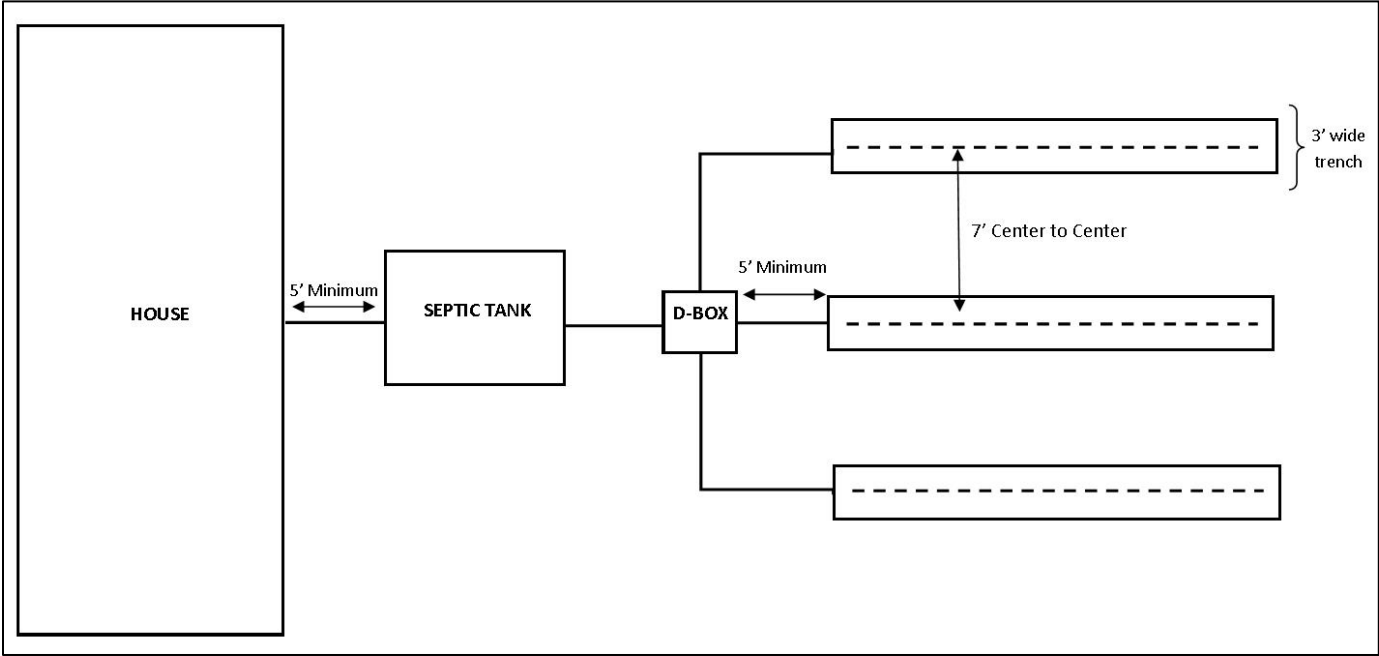 3’ wide
trench
7’ Center to Center
5’ Minimum
5’ Minimum
HOUSE
SEPTIC TANK
D-BOX